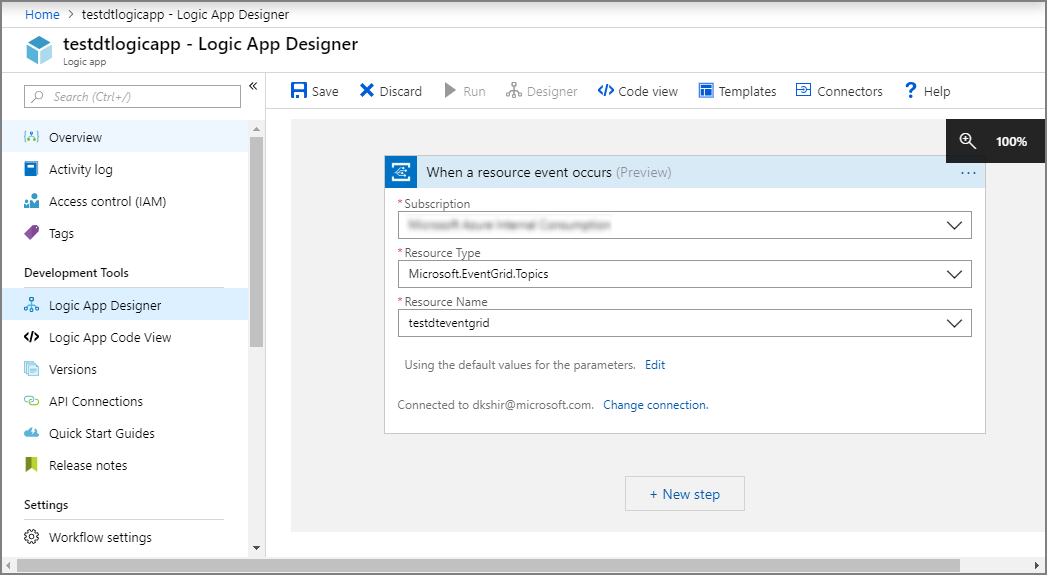 Home > testdtlogicapp - Logic App Designer
testdtlogicapp - Logic App Designer
Logic app
Search (Ctrl+/)
«
Save
Discard
Run
Designer
</> Code view
Templates
Connectors
? Help
Overview
Activity log
Access control (IAM)
Tags
Development Tools
Logic App Designer
</> Logic App Code View
Versions
API Connections
Quick Start Guides
Release notes
Settings
Workflow settings
100%
When a resource event occurs (Preview)
...
* Subscription
* Resource Type
Microsoft.EventGrid.Topics
* Resource Name
testdteventgrid
Using the default values for the parameters. Edit
Connected to dkshir@microsoft.com. Change connection.
+ New step